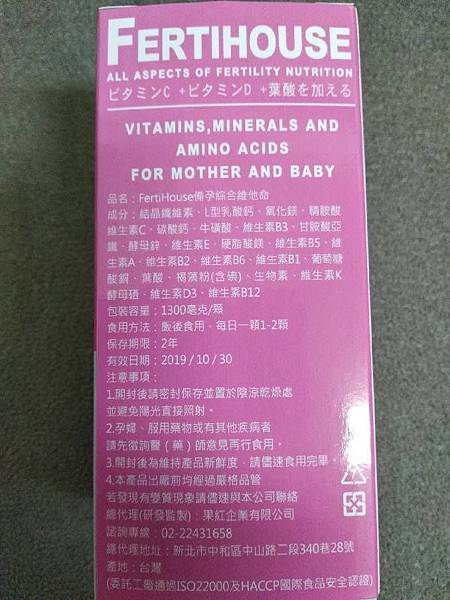 FERTIHOUSE
ALL ASPECTS OF FERTILITY NUTRITION
ビタミンC +ビタミンD +葉酸を加える
VITAMINS,MINERALS AND
AMINO ACIDS
FOR MOTHER AND BABY
品名：FertiHouse備孕綜合維他命
成分：結晶纖維素、L型乳酸鈣、氧化鎂、精胺酸
維生素C、碳酸鈣、牛磺酸、維生素B3、甘胺酸亞
鐵、酵母鋅、維生素E、硬脂酸鎂、維生素B5、維
生素A、維生素B2、維生素B6、維生素B1、葡萄糖
酸銅、葉酸、褐藻粉(含碘)、生物素、維生素K
酵母硒、維生素D3、維生素B12
包裝容量：1300毫克/顆
食用方法：飯後食用，每日一顆1-2顆
保存期限：2年
有效日期：2019 / 10 / 30
注意事項：
1.開封後請密封保存並置於陰涼乾燥處
並避免陽光直接照射。
2.孕婦、服用藥物或有其他疾病者
請先徵詢醫（藥）師意見再行食用。
3.開封後為維持產品新鮮度，請儘速食用完畢。
4.本產品出廠前均經過嚴格品管
若發現有變質現象請儘速與本公司聯絡
總代理(研發監製)：果紅企業有限公司
諮詢專線：02-22431658
總代理地址：新北市中和區中山路二段340巷28號
產地：台灣
(委託工廠通過ISO22000及HACCP國際食品安全認證)